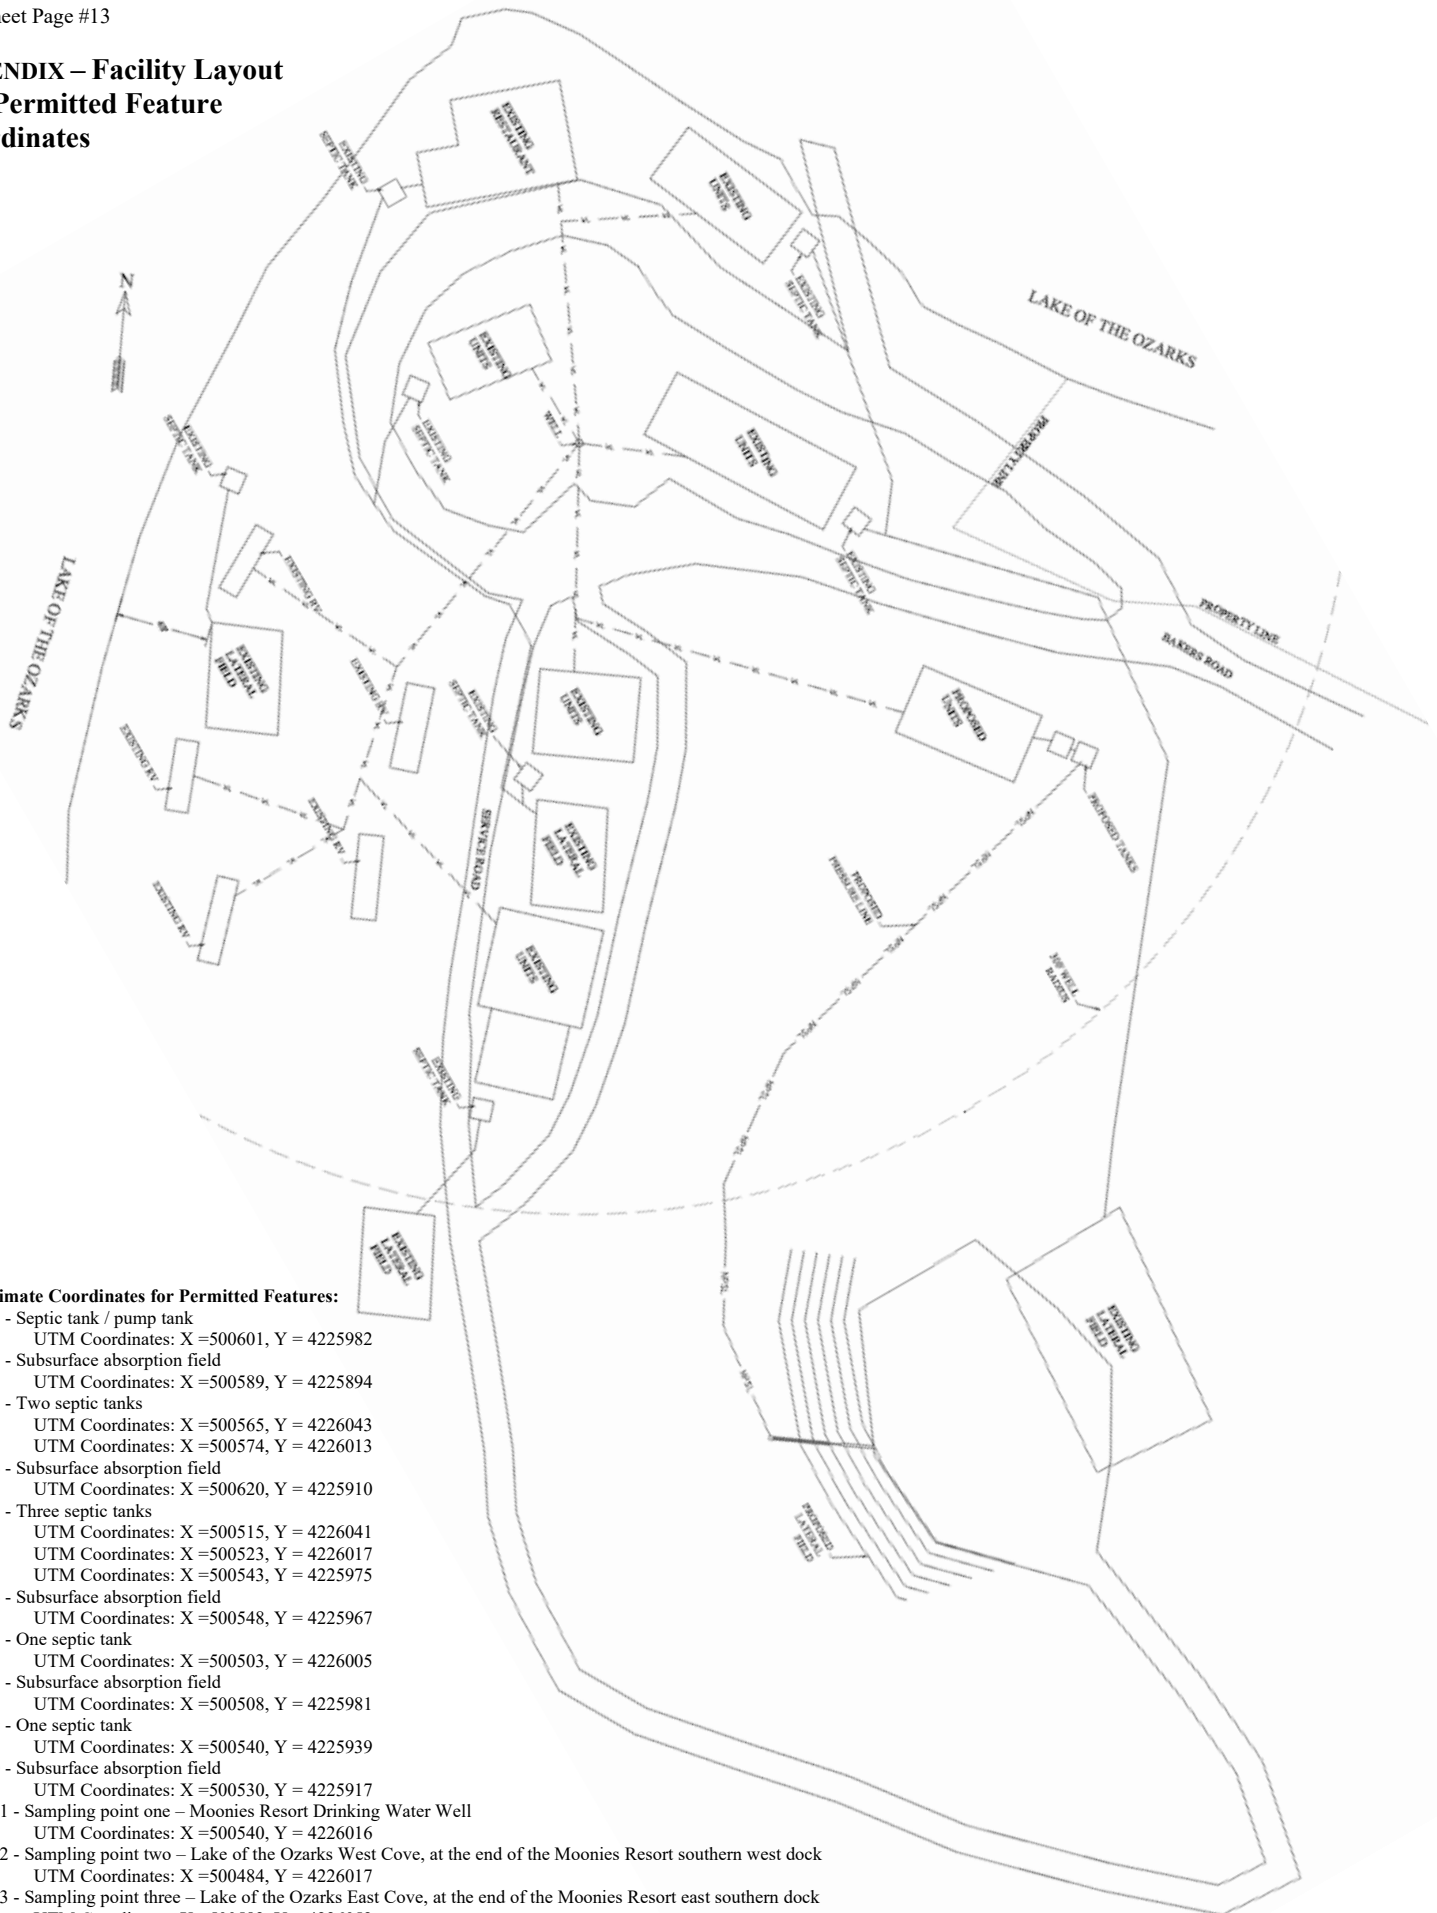 eet Page #13
ENDIX – Facility Layout
Permitted Feature
dinates
EXISTING
RESTAURANT
EXISTING
SEPTIC TANK
EXISTING
UNITS
EXISTING
SEPTIC TANK
N
LAKE OF THE OZARKS
EXISTING
UNITS
WELL
EXISTING
SEPTIC TANK
EXISTING
UNITS
PROPERTY LINE
EXISTING
SEPTIC TANK
EXISTING
SEPTIC TANK
LAKE OF THE OZARKS
EXISTING RV
PROPERTY LINE
BAKERS ROAD
EXISTING
LATERAL
FIELD
EXISTING RV
EXISTING
SEPTIC TANK
EXISTING
UNITS
PROPOSED
UNITS
EXISTING RV
EXISTING RV
SERVICE ROAD
EXISTING
LATERAL
FIELD
PROPOSED TANKS
NPSL
NPSL
EXISTING RV
PROPOSED
PRESSURE LINE
NPSL
NPSL
EXISTING
UNITS
WELL
RADIUS
NPSL
NPSL
EXISTING
SEPTIC TANK
NPSL
NPSL
EXISTING
LATERAL
FIELD
NPSL
EXISTING
LATERAL
FIELD
NPSL
PROPOSED
LATERAL
FIELD
imate Coordinates for Permitted Features:
- Septic tank / pump tank
UTM Coordinates: X =500601, Y = 4225982
- Subsurface absorption field
UTM Coordinates: X =500589, Y = 4225894
- Two septic tanks
UTM Coordinates: X =500565, Y = 4226043
UTM Coordinates: X =500574, Y = 4226013
- Subsurface absorption field
UTM Coordinates: X =500620, Y = 4225910
- Three septic tanks
UTM Coordinates: X =500515, Y = 4226041
UTM Coordinates: X =500523, Y = 4226017
UTM Coordinates: X =500543, Y = 4225975
- Subsurface absorption field
UTM Coordinates: X =500548, Y = 4225967
- One septic tank
UTM Coordinates: X =500503, Y = 4226005
- Subsurface absorption field
UTM Coordinates: X =500508, Y = 4225981
- One septic tank
UTM Coordinates: X =500540, Y = 4225939
- Subsurface absorption field
UTM Coordinates: X =500530, Y = 4225917
1 - Sampling point one – Moonies Resort Drinking Water Well
UTM Coordinates: X =500540, Y = 4226016
2 - Sampling point two – Lake of the Ozarks West Cove, at the end of the Moonies Resort southern west dock
UTM Coordinates: X =500484, Y = 4226017
3 - Sampling point three – Lake of the Ozarks East Cove, at the end of the Moonies Resort east southern dock